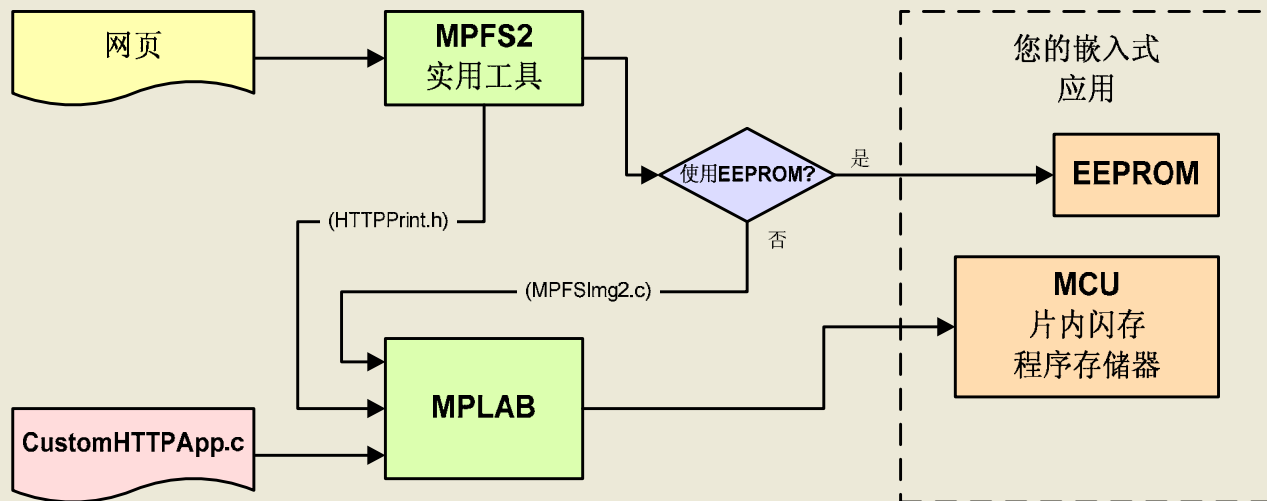 网页
MPFS2
实用工具
您的嵌入式
应用
使用EEPROM?
是
EEPROM
(HTTPPrint.h)
否
(MPFSImg2.c)
MCU
片内闪存
程序存储器
MPLAB
CustomHTTPApp.c